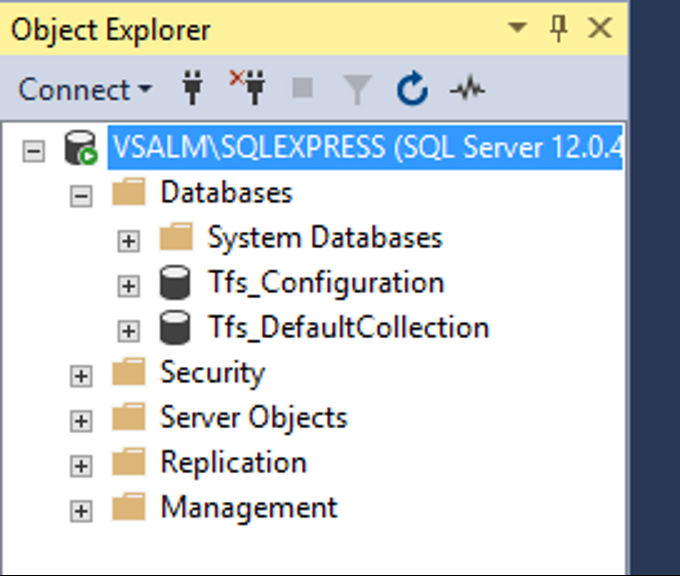 Object Explorer
Connect
VSALM\SQLEXPRESS (SQL Server 12.0.4
Databases
System Databases
Tfs_Configuration
Tfs_DefaultCollection
Security
Server Objects
Replication
Management